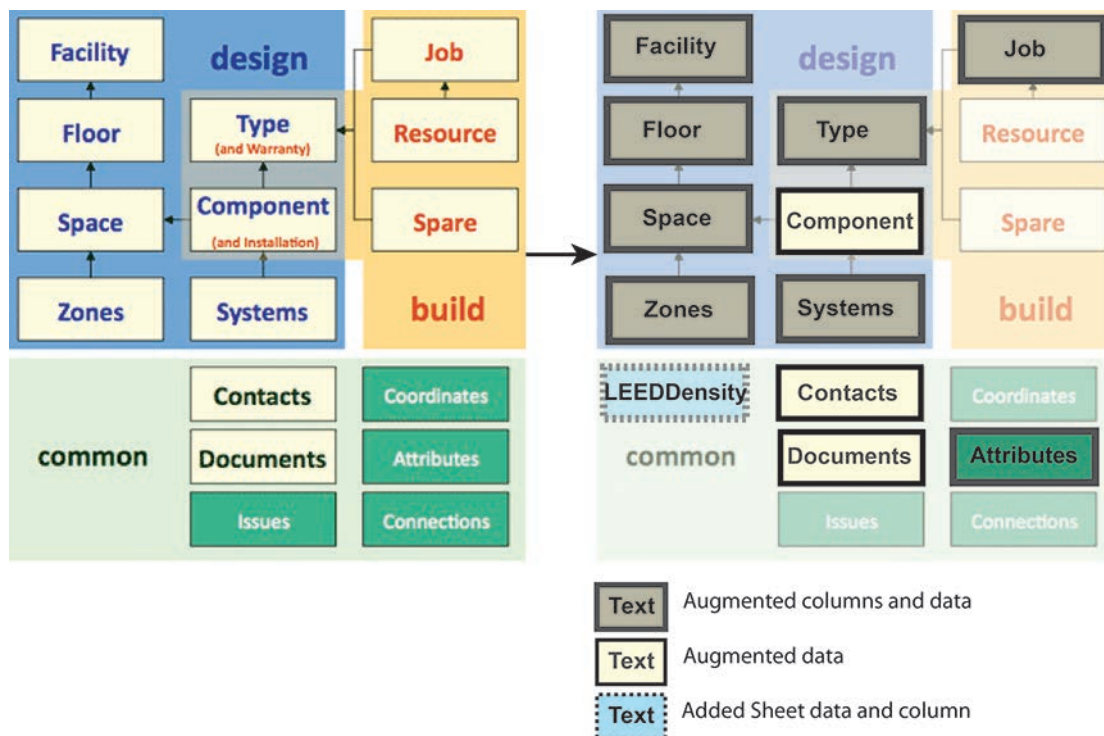 Facility
design
Job
Floor
Type
(and Warranty)
Resource
Space
Component
(and Installation)
Spare
Zones
Systems
build
common
Contacts
Coordinates
Documents
Attributes
Issues
Connections
Facility
design
Job
Floor
Type
Resource
Space
Component
Spare
Zones
Systems
build
LEEDDensity
Contacts
Coordinates
common
Documents
Attributes
Issues
Connections
Text Augmented columns and data
Text Augmented data
Text Added Sheet data and column